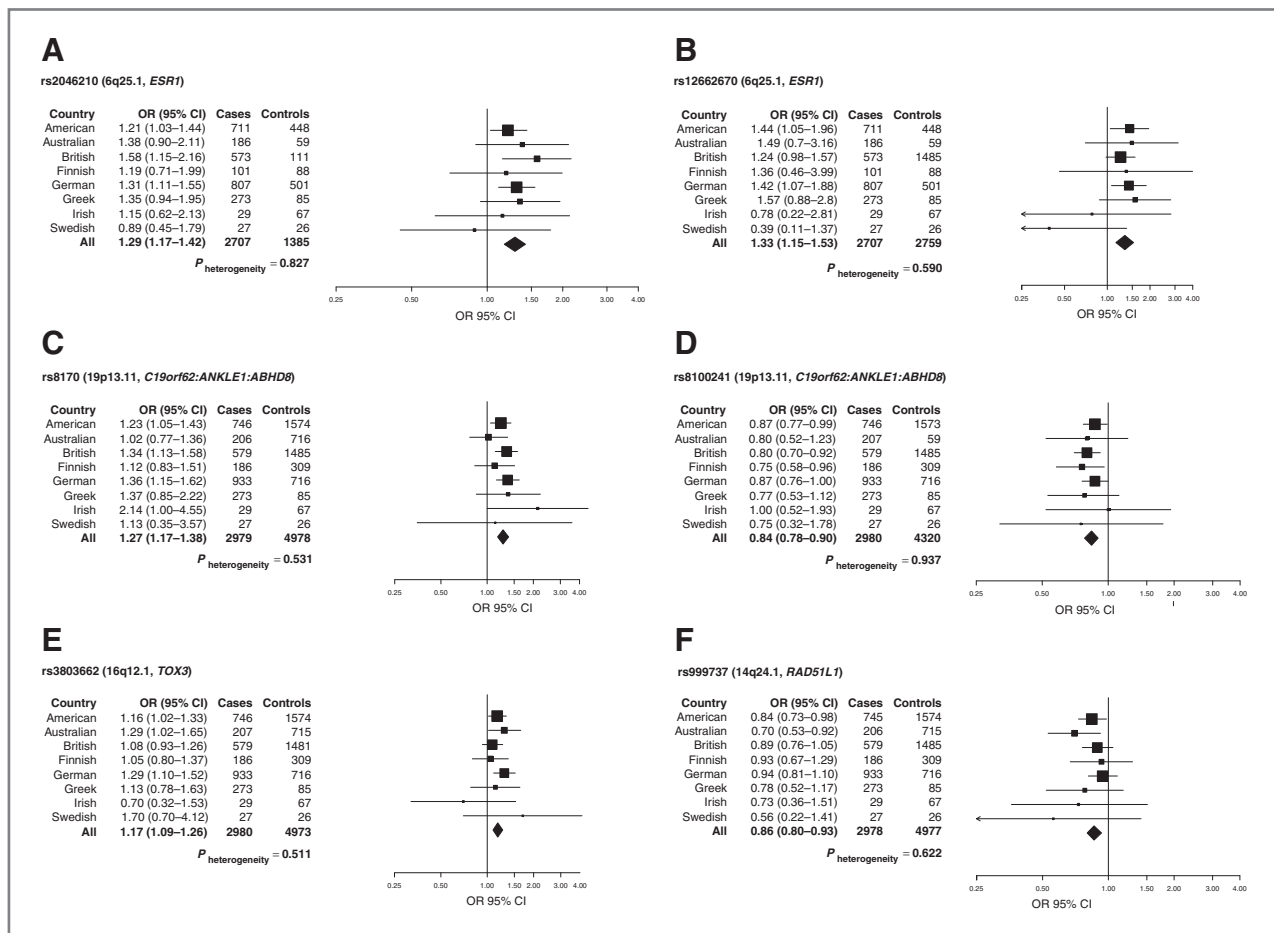 A
rs2046210 (6q25.1, ESR1)
Country OR (95% CI) Cases Controls
American 1.21 (1.03–1.44) 711 448
Australian 1.38 (0.90–2.11) 186 59
British 1.58 (1.15–2.16) 573 111
Finnish 1.19 (0.71–1.99) 101 88
German 1.31 (1.11–1.55) 807 501
Greek 1.35 (0.94–1.95) 273 85
Irish 1.15 (0.62–2.13) 29 67
Swedish 0.89 (0.45–1.79) 27 26
All 1.29 (1.17–1.42) 2707 1385
P heterogeneity = 0.827
0.25 0.50 1.00 1.50 2.00 3.00 4.00
OR 95% CI
B
rs12662670 (6q25.1, ESR1)
Country OR (95% CI) Cases Controls
American 1.44 (1.05–1.96) 711 448
Australian 1.49 (0.7–3.16) 186 59
British 1.24 (0.98–1.57) 573 1485
Finnish 1.36 (0.46–3.99) 101 88
German 1.42 (1.07–1.88) 807 501
Greek 1.57 (0.88–2.8) 273 85
Irish 0.78 (0.22–2.81) 29 67
Swedish 0.39 (0.11–1.37) 27 26
All 1.33 (1.15–1.53) 2707 2759
P heterogeneity = 0.590
0.25 0.50 1.00 1.50 2.00 3.00 4.00
OR 95% CI
C
rs8170 (19p13.11, C19orf62:ANKLE1:ABHD8)
Country OR (95% CI) Cases Controls
American 1.23 (1.05–1.43) 746 1574
Australian 1.02 (0.77–1.36) 206 716
British 1.34 (1.13–1.58) 579 1485
Finnish 1.12 (0.83–1.51) 186 309
German 1.36 (1.15–1.62) 933 716
Greek 1.37 (0.85–2.22) 273 85
Irish 2.14 (1.00–4.55) 29 67
Swedish 1.13 (0.35–3.57) 27 26
All 1.27 (1.17–1.38) 2979 4978
P heterogeneity = 0.531
0.25 0.50 1.00 1.50 2.00 3.00 4.00
OR 95% CI
D
rs8100241 (19p13.11, C19orf62:ANKLE1:ABHD8)
Country OR (95% CI) Cases Controls
American 0.87 (0.77–0.99) 746 1573
Australian 0.80 (0.52–1.23) 207 59
British 0.80 (0.70–0.92) 579 1485
Finnish 0.75 (0.58–0.96) 186 309
German 0.87 (0.76–1.00) 933 716
Greek 0.77 (0.53–1.12) 273 85
Irish 1.00 (0.52–1.93) 29 67
Swedish 0.75 (0.32–1.78) 27 26
All 0.84 (0.78–0.90) 2980 4320
P heterogeneity = 0.937
0.25 0.50 1.00 1.50 2.00 3.00 4.00
OR 95% CI
E
rs3803662 (16q12.1, TOX3)
Country OR (95% CI) Cases Controls
American 1.16 (1.02–1.33) 746 1574
Australian 1.29 (1.02–1.65) 207 715
British 1.08 (0.93–1.26) 579 1481
Finnish 1.05 (0.80–1.37) 186 309
German 1.29 (1.10–1.52) 933 716
Greek 1.13 (0.78–1.63) 273 85
Irish 0.70 (0.32–1.53) 29 67
Swedish 1.70 (0.70–4.12) 27 26
All 1.17 (1.09–1.26) 2980 4973
P heterogeneity = 0.511
0.25 0.50 1.00 1.50 2.00 3.00 4.00
OR 95% CI
F
rs999737 (14q24.1, RAD51L1)
Country OR (95% CI) Cases Controls
American 0.84 (0.73–0.98) 745 1574
Australian 0.70 (0.53–0.92) 206 715
British 0.89 (0.76–1.05) 579 1485
Finnish 0.93 (0.67–1.29) 186 309
German 0.94 (0.81–1.10) 933 716
Greek 0.78 (0.52–1.17) 273 85
Irish 0.73 (0.36–1.51) 29 67
Swedish 0.56 (0.22–1.41) 27 26
All 0.86 (0.80–0.93) 2978 4977
P heterogeneity = 0.622
0.25 0.50 1.00 1.50 2.00 3.00 4.00
OR 95% CI